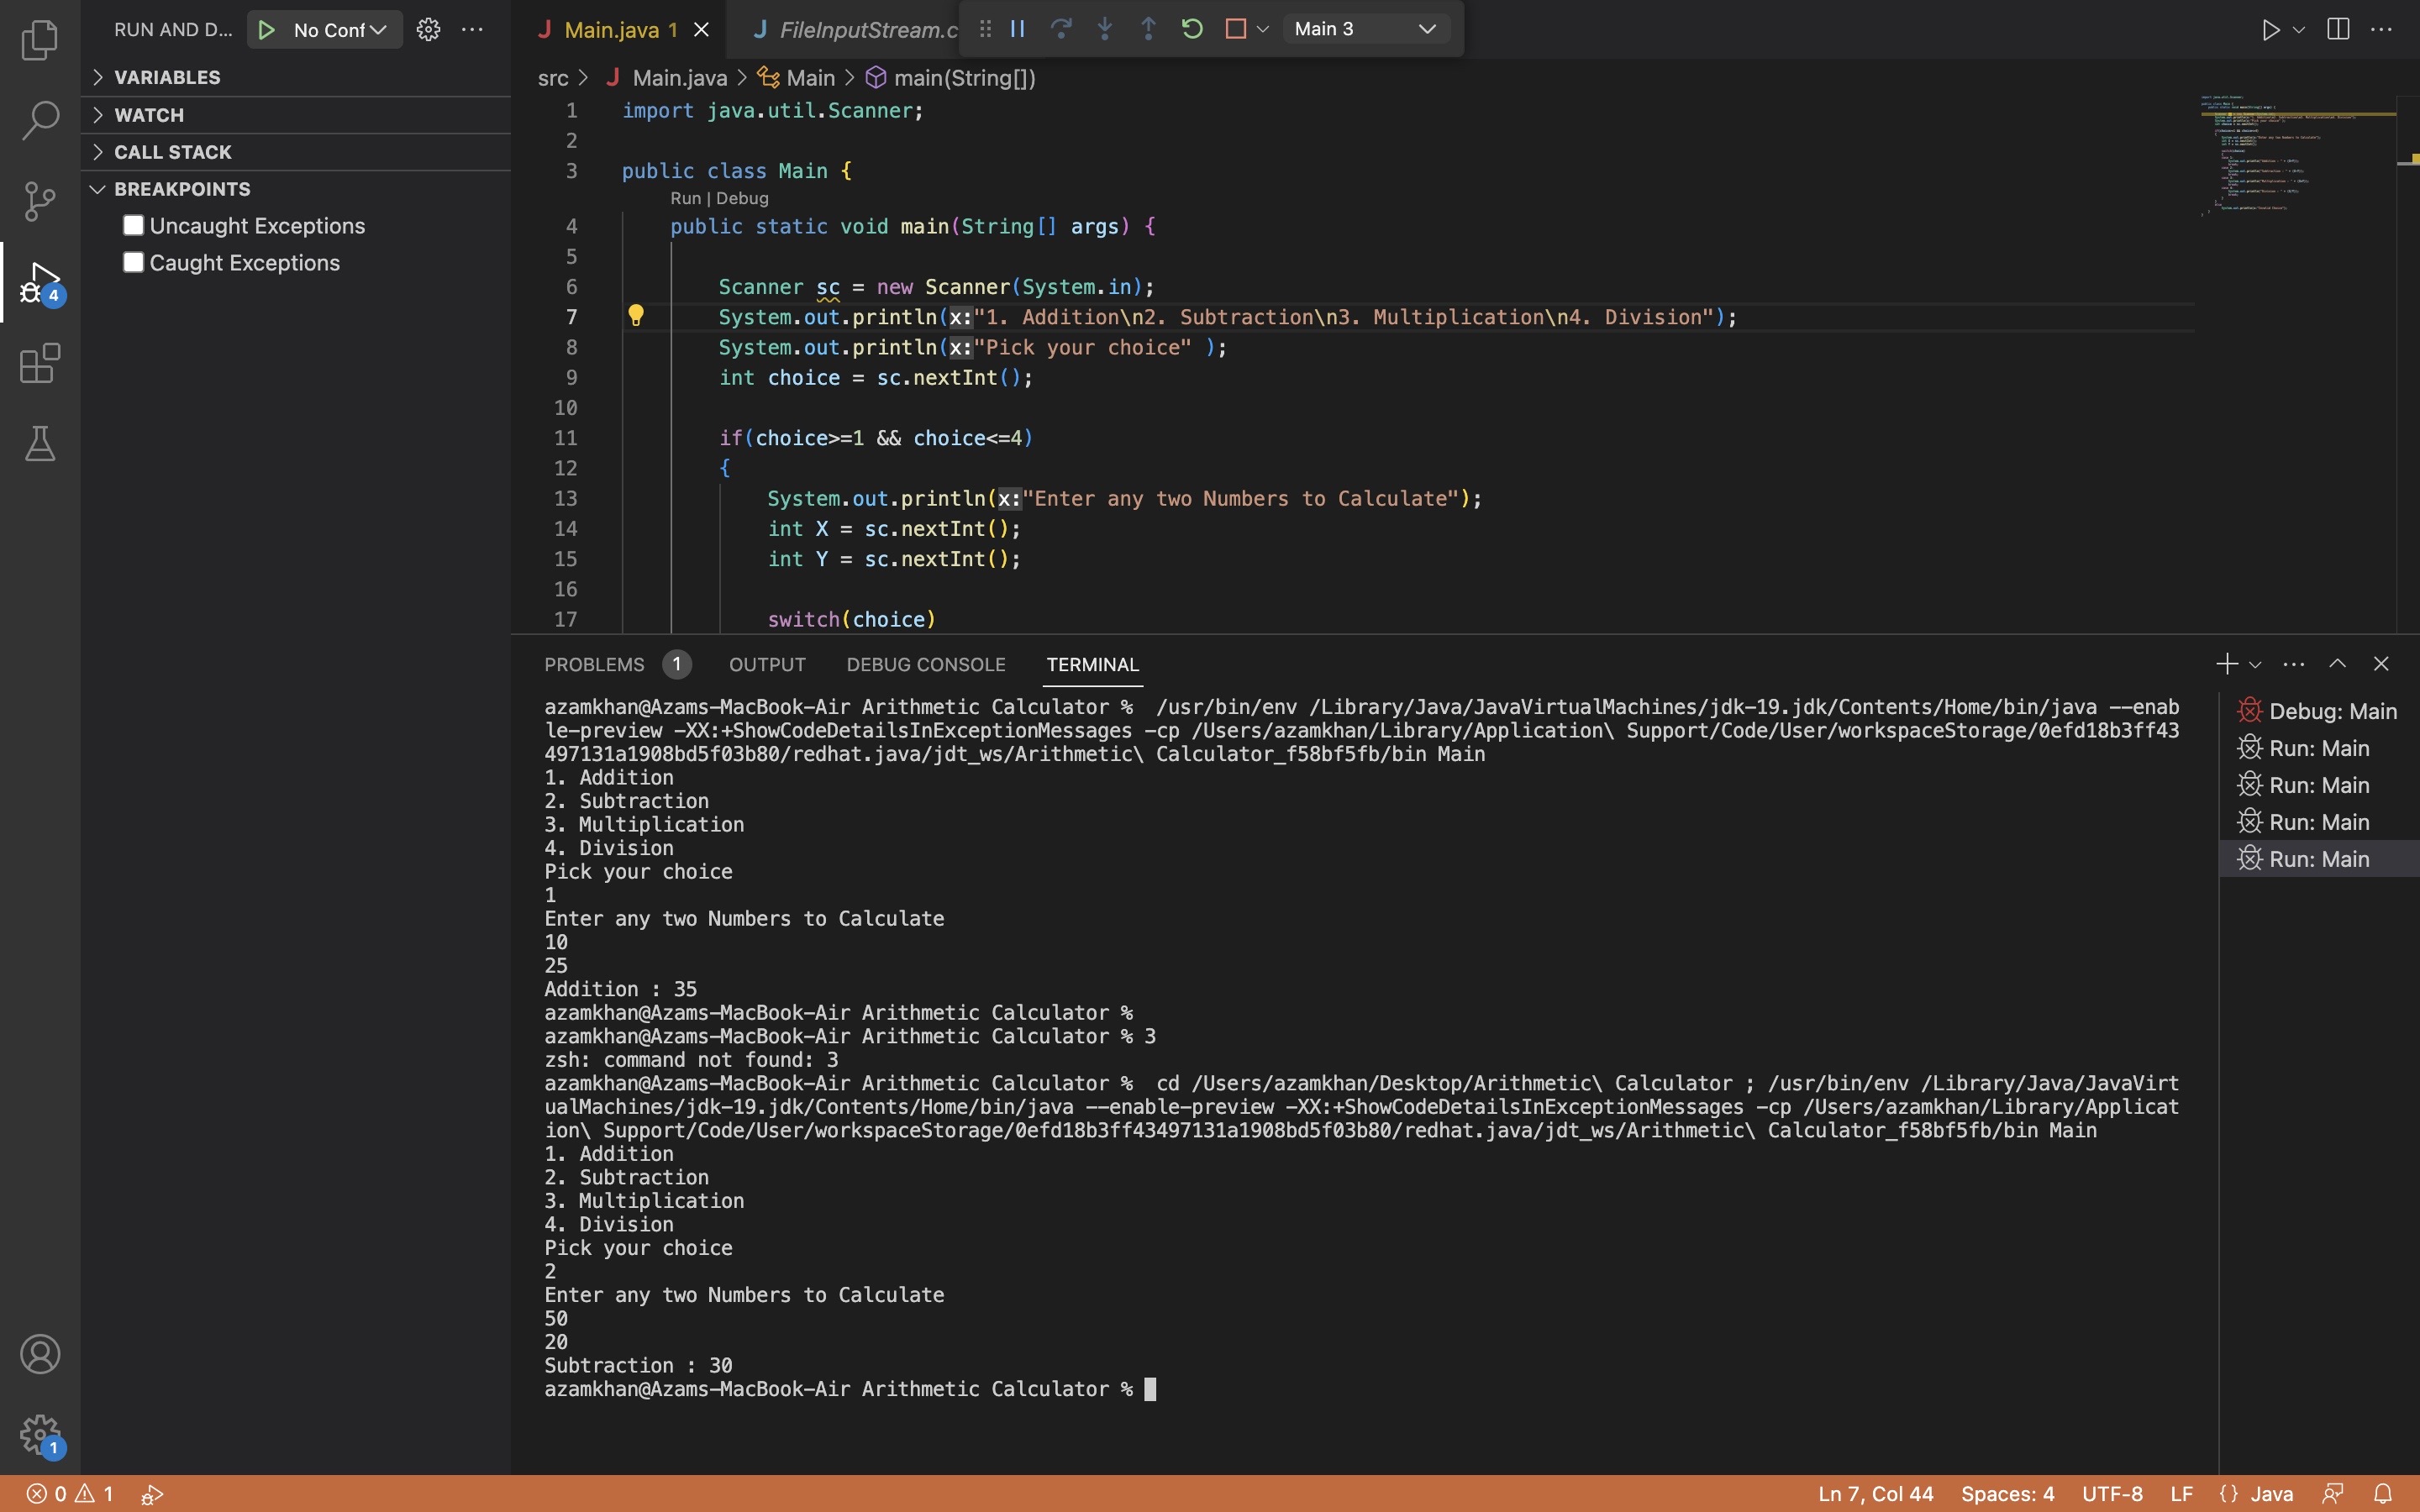 RUN AND D... No Conf
VARIABLES
WATCH
CALL STACK
BREAKPOINTS
Uncaught Exceptions
Caught Exceptions
4
1
Main.java 1
FileInputStream.c
Main 3
src > Main.java > Main > main(String[])
1 import java.util.Scanner;
2
3 public class Main {
Run | Debug
4 public static void main(String[] args) {
5
6 Scanner sc = new Scanner(System.in);
7 System.out.println(x:"1. Addition\n2. Subtraction\n3. Multiplication\n4. Division");
8 System.out.println(x:"Pick your choice" );
9 int choice = sc.nextInt();
10
11 if(choice>=1 && choice<=4)
12 {
13 System.out.println(x:"Enter any two Numbers to Calculate");
14 int X = sc.nextInt();
15 int Y = sc.nextInt();
16
17 switch(choice)
PROBLEMS 1 OUTPUT DEBUG CONSOLE TERMINAL
azamkhan@Azams-MacBook-Air Arithmetic Calculator % /usr/bin/env /Library/Java/JavaVirtualMachines/jdk-19.jdk/Contents/Home/bin/java --enab
le-preview -XX:+ShowCodeDetailsInExceptionMessages -cp /Users/azamkhan/Library/Application\ Support/Code/User/workspaceStorage/0efd18b3ff43
497131a1908bd5f03b80/redhat.java/jdt_ws/Arithmetic\ Calculator_f58bf5fb/bin Main
1. Addition
2. Subtraction
3. Multiplication
4. Division
Pick your choice
1
Enter any two Numbers to Calculate
10
25
Addition : 35
azamkhan@Azams-MacBook-Air Arithmetic Calculator %
azamkhan@Azams-MacBook-Air Arithmetic Calculator % 3
zsh: command not found: 3
azamkhan@Azams-MacBook-Air Arithmetic Calculator % cd /Users/azamkhan/Desktop/Arithmetic\ Calculator ; /usr/bin/env /Library/Java/JavaVirt
ualMachines/jdk-19.jdk/Contents/Home/bin/java --enable-preview -XX:+ShowCodeDetailsInExceptionMessages -cp /Users/azamkhan/Library/Applicat
ion\ Support/Code/User/workspaceStorage/0efd18b3ff43497131a1908bd5f03b80/redhat.java/jdt_ws/Arithmetic\ Calculator_f58bf5fb/bin Main
1. Addition
2. Subtraction
3. Multiplication
4. Division
Pick your choice
2
Enter any two Numbers to Calculate
50
20
Subtraction : 30
azamkhan@Azams-MacBook-Air Arithmetic Calculator %
Debug: Main
Run: Main
Run: Main
Run: Main
Run: Main
0 1
Ln 7, Col 44 Spaces: 4 UTF-8 LF {} Java